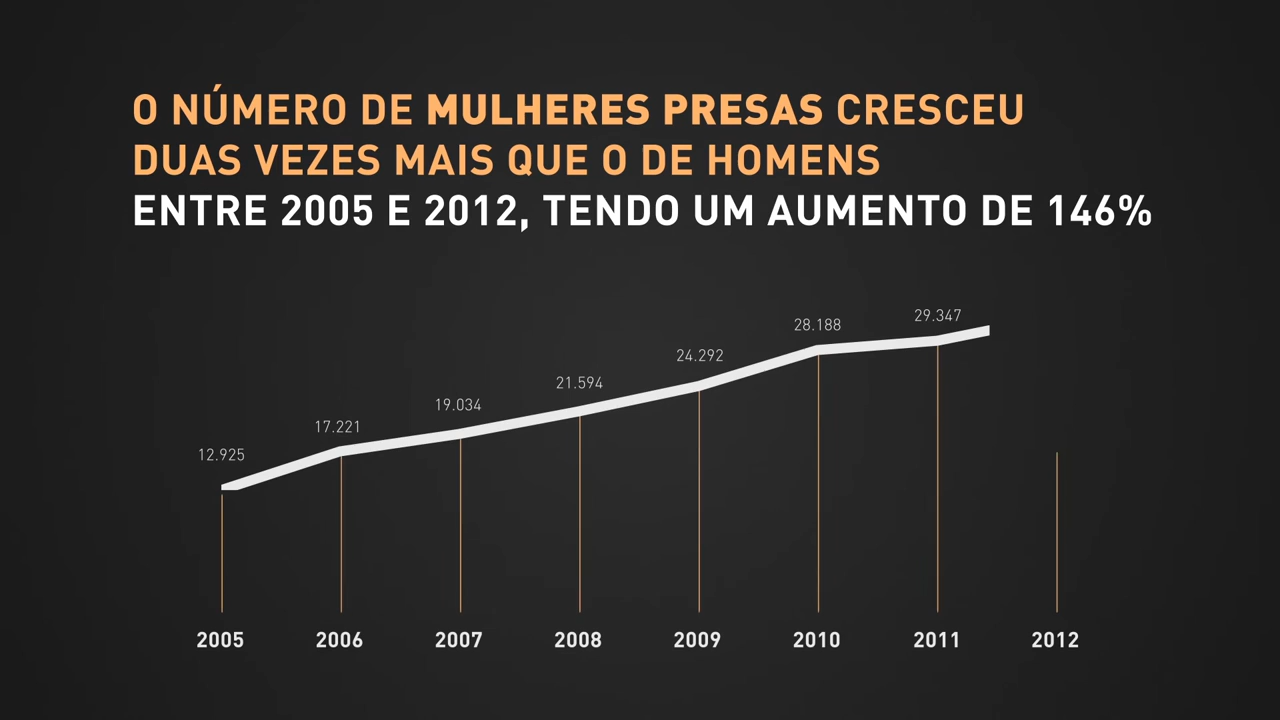 O NÚMERO DE MULHERES PRESAS CRESCEU
DUAS VEZES MAIS QUE O DE HOMENS
ENTRE 2005 E 2012, TENDO UM AUMENTO DE 146%
12.925
17.221
19.034
21.594
24.292
28.188
29.347
2005 2006 2007 2008 2009 2010 2011 2012